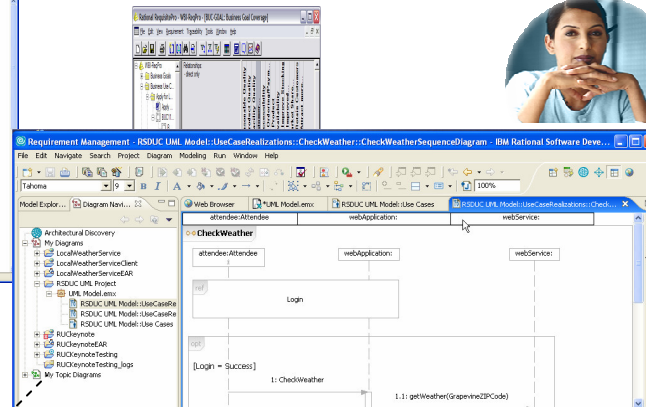 Rational RequisitePro - WBI-ReqPro - [BUC-GOAL: Business Goal Coverage]
File Edit View Requirement Traceability Tools Window Help
WBI-ReqPro
Business Goals
Business Use C...
Apply for L...
Apply ...
BUC1...
Relationships:
- direct only
Requirement Management - RSDUC UML Model::UseCaseRealizations::CheckWeather::CheckWeatherSequenceDiagram - IBM Rational Software Deve...
File Edit Navigate Search Project Diagram Modeling Run Window Help
Tahoma 9 B I A 100%
Model Explor... Diagram Navi... Web Browser *UML Model.emx RSDUC UML Model::Use Cases RSDUC UML Model::UseCaseRealizations::Check...
attendee:Attendee webApplication: webService:
Architectural Discovery
My Diagrams
LocalWeatherService
LocalWeatherServiceClient
LocalWeatherServiceEAR
RSDUC UML Project
UML Model.emx
RSDUC UML Model::UseCaseRe
RSDUC UML Model::UseCaseRe
RSDUC UML Model::Use Cases
RUCkeynote
RUCkeynoteEAR
RUCKeynoteTesting
RUCKeynoteTesting_logs
My Topic Diagrams
CheckWeather
attendee:Attendee webApplication: webService:
ref
Login
opt
[Login = Success]
1: CheckWeather
1.1: getWeather(GrapevineZIPCode)